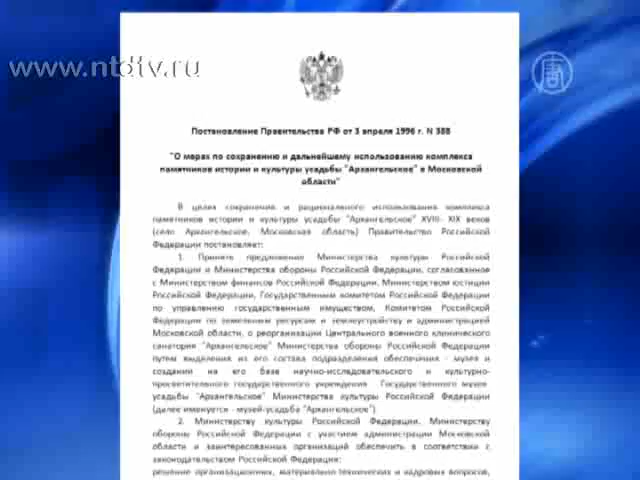 www.ntdtv.ru
Постановление Правительства РФ от 3 апреля 1996 г. N 388
"О мерах по сохранению и дальнейшему использованию комплекса
памятников истории и культуры усадьбы "Архангельское" в Московской
области"
В целях сохранения и рационального использования комплекса
памятников истории и культуры усадьбы "Архангельское" XVIII- XIX веков
(село Архангельское, Московская область) Правительство Российской
Федерации постановляет:
1. Принять предложение Министерства культуры Российской
Федерации и Министерства обороны Российской Федерации, согласованное
с Министерством финансов Российской Федерации, Министерством юстиции
Российской Федерации, Государственным комитетом Российской Федерации
по управлению государственным имуществом, Комитетом Российской
Федерации по земельным ресурсам и землеустройству и администрацией
Московской области, о реорганизации Центрального военного клинического
санатория "Архангельское" Министерства обороны Российской Федерации
путем выделения из его состава подразделения обеспечения - музея и
создания на его базе научно-исследовательского и культурно-
просветительного государственного учреждения Государственного музея
усадьбы "Архангельское" Министерства культуры Российской Федерации
(далее именуется - музей-усадьба "Архангельское")
2. Министерству культуры Российской Федерации, Министерству
обороны Российской Федерации с участием администрации Московской
области и заинтересованных организаций обеспечить в соответствии с
законодательством Российской Федерации:
решение организационных, материально-технических и кадровых вопросов,